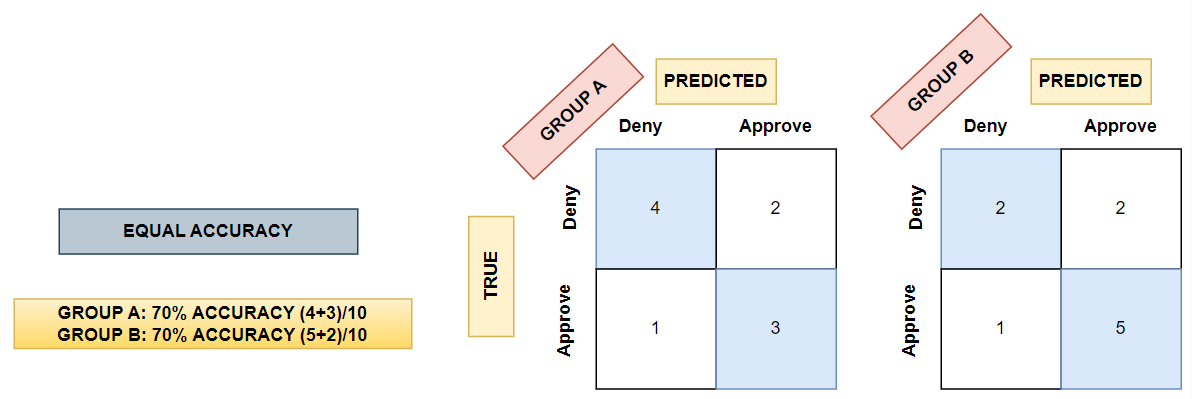 GROUP A
PREDICTED
Deny Approve
GROUP B
PREDICTED
Deny Approve
EQUAL ACCURACY
GROUP A: 70% ACCURACY (4+3)/10
GROUP B: 70% ACCURACY (5+2)/10
TRUE
Deny
4 2
Approve
1 3
Deny
2 2
Approve
1 5